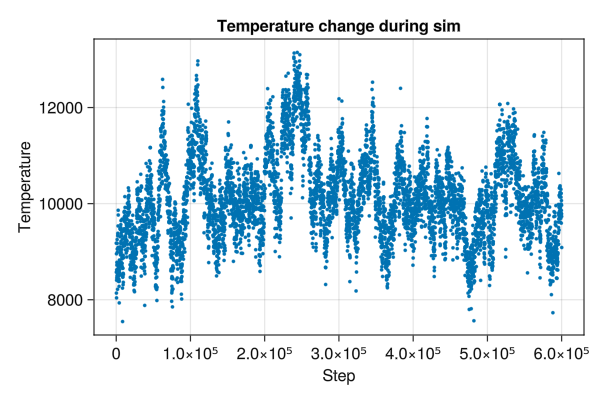 Temperature change during sim
12000
10000
8000
Temperature
0 1.0×10⁵ 2.0×10⁵ 3.0×10⁵ 4.0×10⁵ 5.0×10⁵ 6.0×10⁵
Step